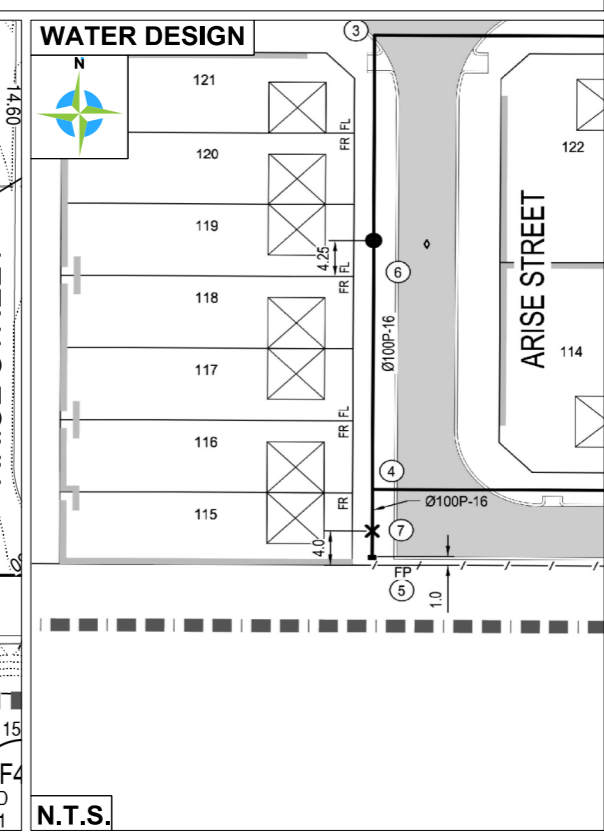 WATER DESIGN
N
14.60
3
121
FR FL
120
122
119
4.25
FR FL
6
118
Ø100P-16
ARISE STREET
117
114
FR FL
116
4
Ø100P-16
FR
115
4.0
7
FP
5
1.0
15
F4
1
N.T.S.